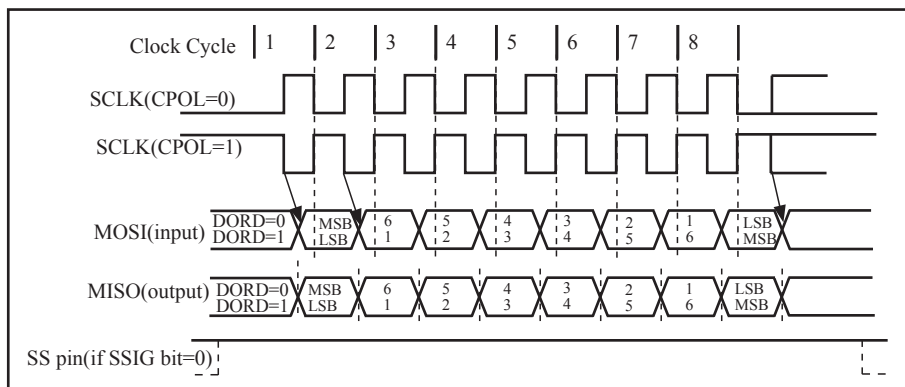 Clock Cycle 1 2 3 4 5 6 7 8
SCLK(CPOL=0)
SCLK(CPOL=1)
MOSI(input)
DORD=0 MSB 6 5 4 3 2 1 LSB
DORD=1 LSB 1 2 3 4 5 6 MSB
MISO(output)
DORD=0 MSB 6 5 4 3 2 1 LSB
DORD=1 LSB 1 2 3 4 5 6 MSB
SS pin(if SSIG bit=0)